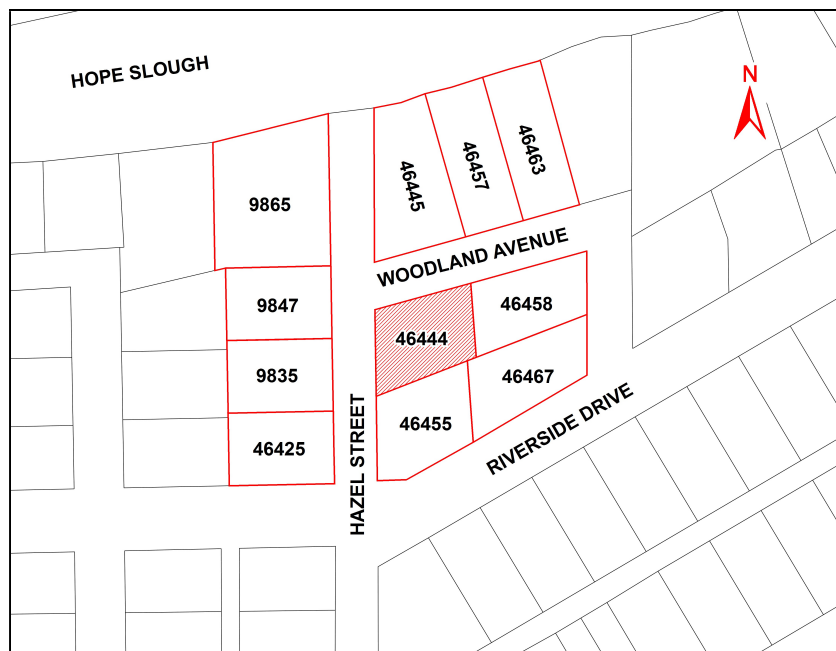 HOPE SLOUGH
N
46463
46457
46445
9865
WOODLAND AVENUE
9847
46458
46444
9835
46467
HAZEL STREET
46455
RIVERSIDE DRIVE
46425